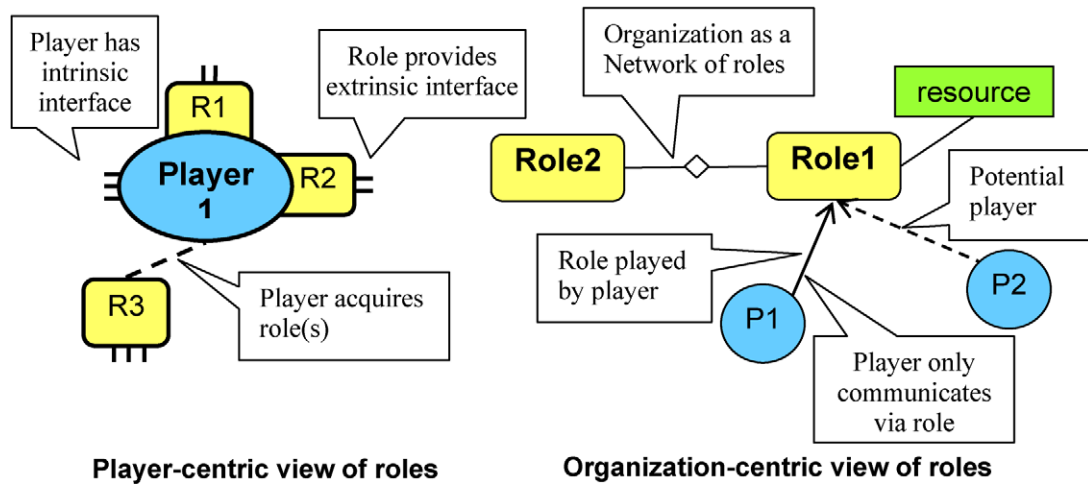 Player has
intrinsic
interface
R1
Role provides
extrinsic interface
Player
1
R2
R3
Player acquires
role(s)
Player-centric view of roles
Organization as a
Network of roles
resource
Role2
Role1
Potential
player
Role played
by player
P1
P2
Player only
communicates
via role
Organization-centric view of roles